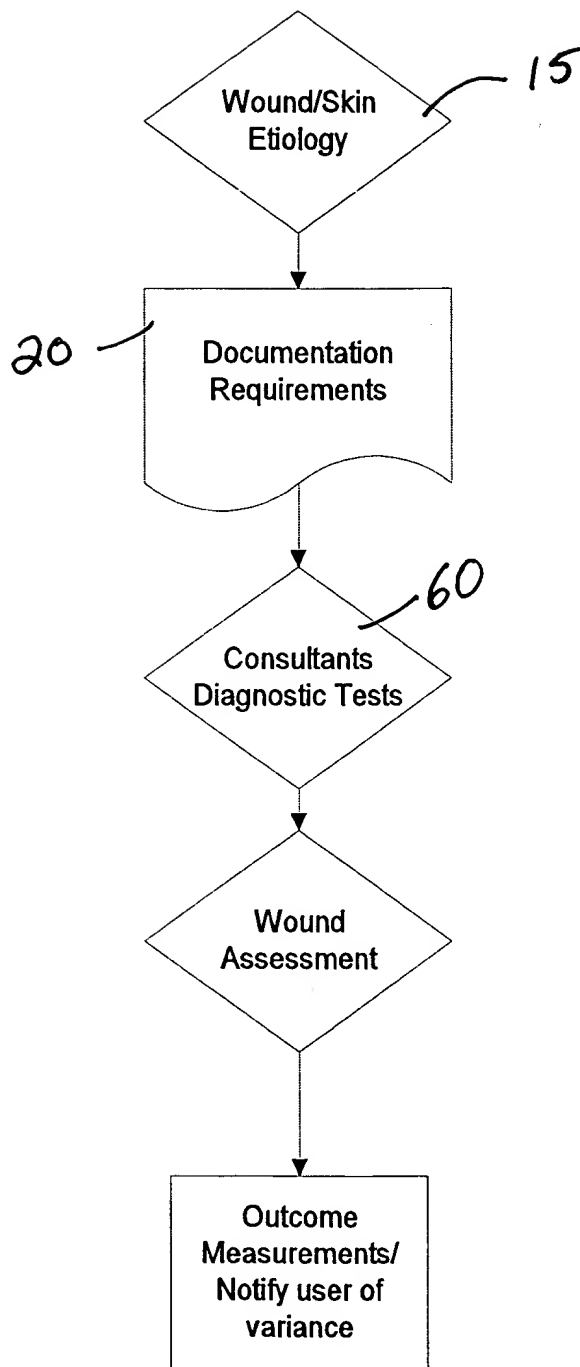 15
Wound/Skin
Etiology
20
Documentation
Requirements
60
Consultants
Diagnostic Tests
Wound
Assessment
Outcome
Measurements/
Notify user of
variance